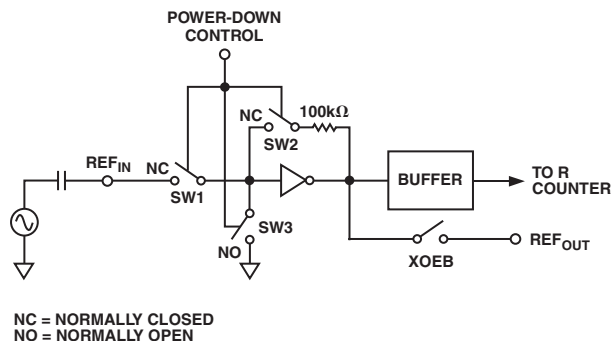 POWER-DOWN
CONTROL
NC
100kΩ
SW2
REFIN
NC
SW1
BUFFER
TO R
COUNTER
SW3
NO
XOEB
REFOUT
NC = NORMALLY CLOSED
NO = NORMALLY OPEN